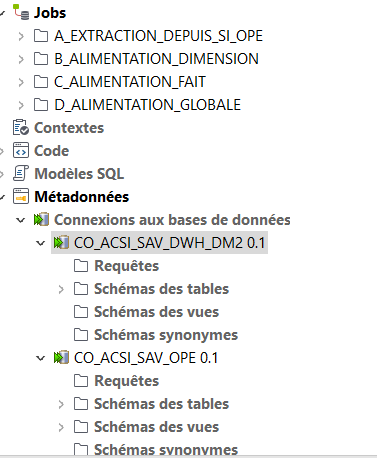 Jobs
A_EXTRACTION_DEPUIS_SI_OPE
B_ALIMENTATION_DIMENSION
C_ALIMENTATION_FAIT
D_ALIMENTATION_GLOBALE
Contextes
Code
Modèles SQL
Métadonnées
Connexions aux bases de données
CO_ACSI_SAV_DWH_DM2 0.1
Requêtes
Schémas des tables
Schémas des vues
Schémas synonymes
CO_ACSI_SAV_OPE 0.1
Requêtes
Schémas des tables
Schémas des vues
Schémas synonymes